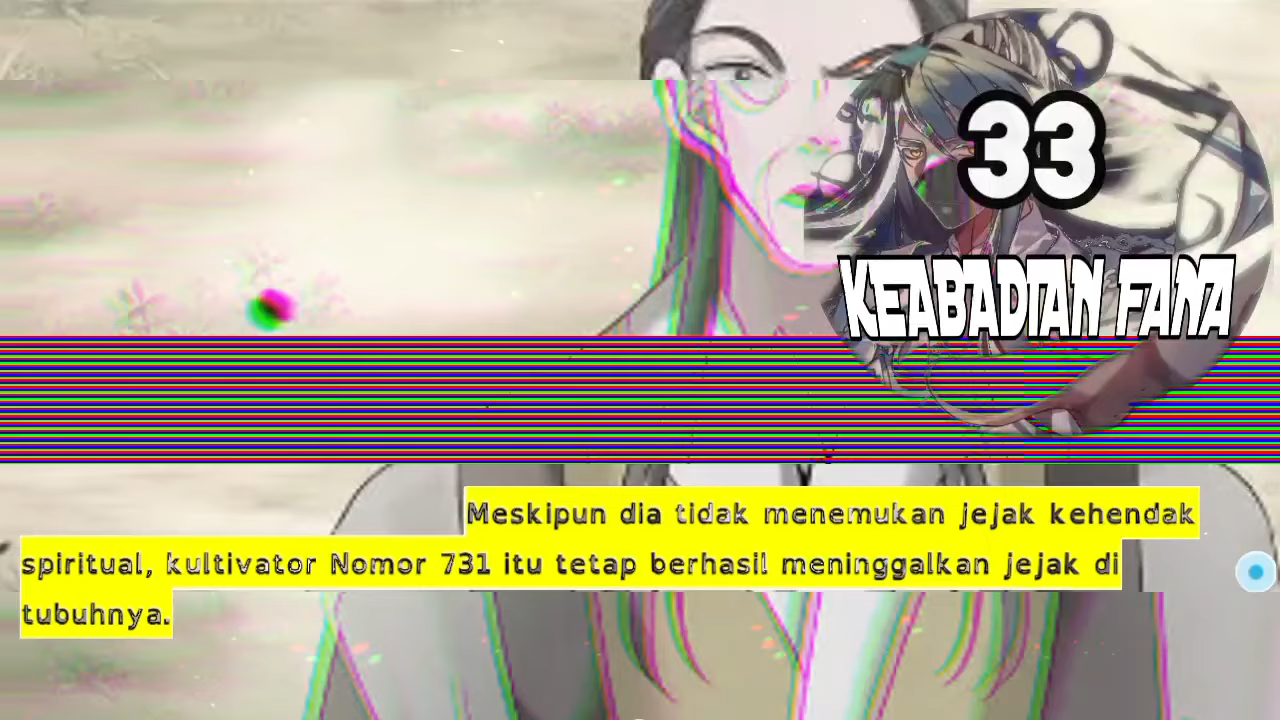 33
KEABADIAN FANA
Meskipun dia tidak menemukan jejak kehendak
spiritual, kultivator Nomor 731 itu tetap berhasil meninggalkan jejak di
tubuhnya.